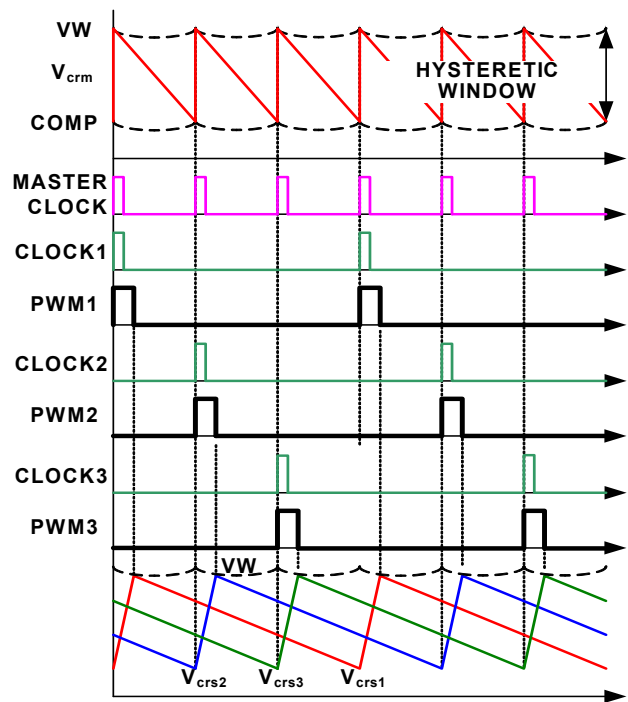 VW
Vcrm
HYSTERETIC
WINDOW
COMP
MASTER
CLOCK
CLOCK1
PWM1
CLOCK2
PWM2
CLOCK3
PWM3
VW
Vcrs2 Vcrs3 Vcrs1